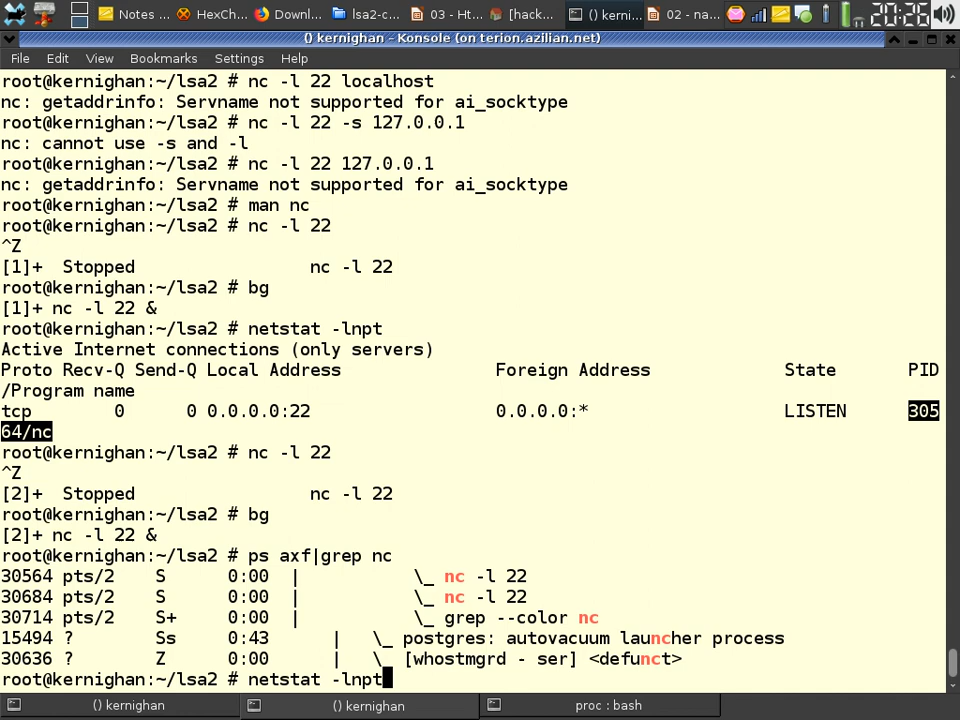 Notes ...
HexCh...
Downl...
lsa2-c...
03 - Ht...
[hack...
() kerni...
02 - na...
20:26
() kernighan - Konsole (on terion.azilian.net)
File Edit View Bookmarks Settings Help
root@kernighan:~/lsa2 # nc -l 22 localhost
nc: getaddrinfo: Servname not supported for ai_socktype
root@kernighan:~/lsa2 # nc -l 22 -s 127.0.0.1
nc: cannot use -s and -l
root@kernighan:~/lsa2 # nc -l 22 127.0.0.1
nc: getaddrinfo: Servname not supported for ai_socktype
root@kernighan:~/lsa2 # man nc
root@kernighan:~/lsa2 # nc -l 22
^Z
[1]+  Stopped                 nc -l 22
root@kernighan:~/lsa2 # bg
[1]+ nc -l 22 &
root@kernighan:~/lsa2 # netstat -lnpt
Active Internet connections (only servers)
Proto Recv-Q Send-Q Local Address               Foreign Address             State       PID
/Program name
tcp        0      0 0.0.0.0:22                  0.0.0.0:*                   LISTEN      305
64/nc
root@kernighan:~/lsa2 # nc -l 22
^Z
[2]+  Stopped                 nc -l 22
root@kernighan:~/lsa2 # bg
[2]+ nc -l 22 &
root@kernighan:~/lsa2 # ps axf|grep nc
30564 pts/2    S      0:00  |           \_ nc -l 22
30684 pts/2    S      0:00  |           \_ nc -l 22
30714 pts/2    S+     0:00  |           \_ grep --color nc
15494 ?        Ss     0:43      |   \_ postgres: autovacuum launcher process
30636 ?        Z      0:00      |   \_ [whostmgrd - ser] <defunct>
root@kernighan:~/lsa2 # netstat -lnpt
() kernighan
() kernighan
proc : bash